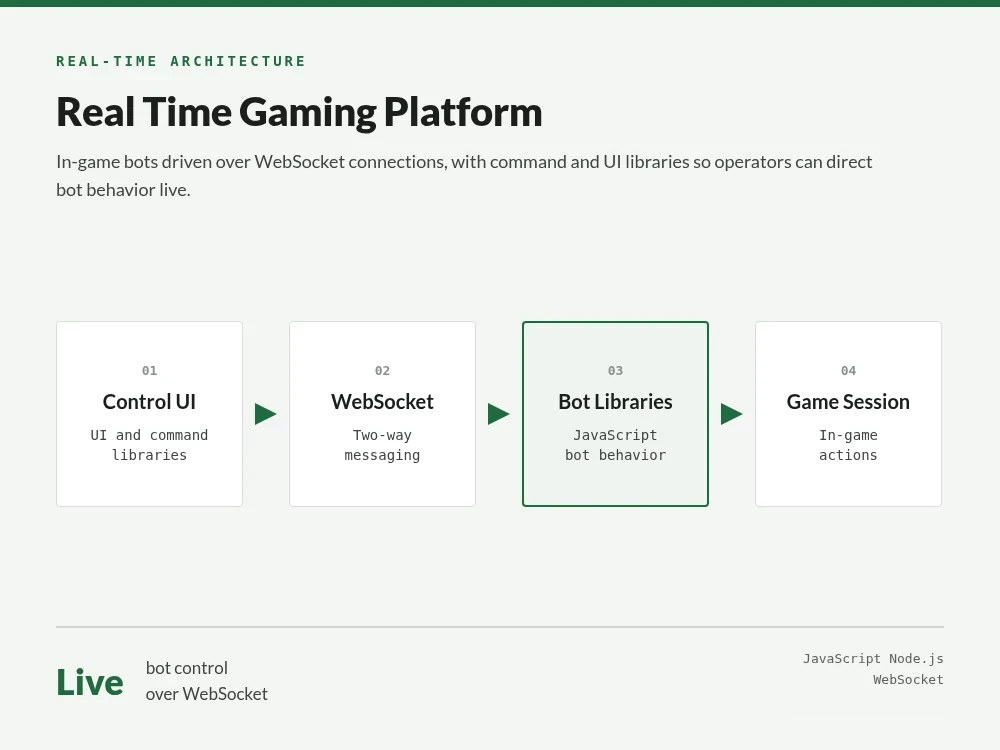 REAL-TIME ARCHITECTURE
Real Time Gaming Platform
In-game bots driven over WebSocket connections, with command and UI libraries so operators can direct
bot behavior live.
01
Control UI
UI and command
libraries
02
WebSocket
Two-way
messaging
03
Bot Libraries
JavaScript
bot behavior
04
Game Session
In-game
actions
Live
bot control
over WebSocket
JavaScript Node.js
WebSocket